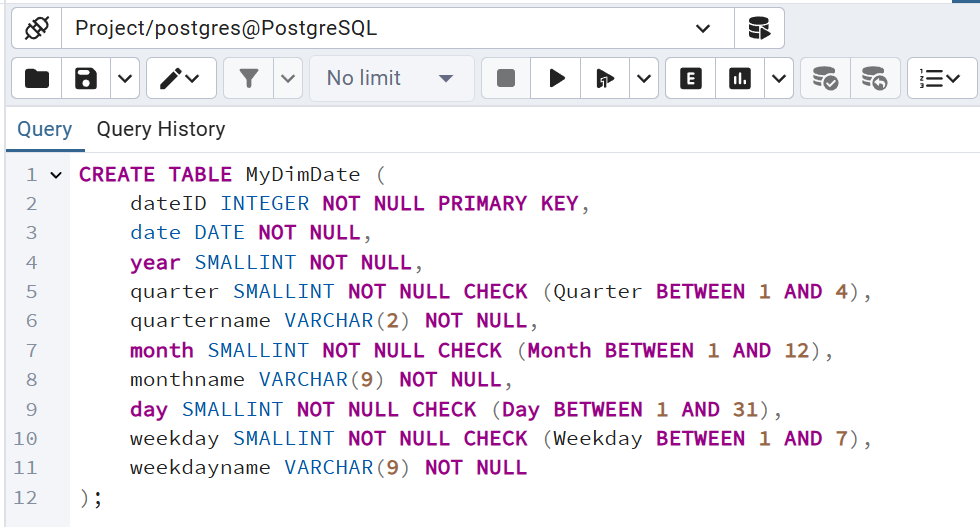 Project/postgres@PostgreSQL
No limit
E
Query Query History
1 CREATE TABLE MyDimDate (
2 dateID INTEGER NOT NULL PRIMARY KEY,
3 date DATE NOT NULL,
4 year SMALLINT NOT NULL,
5 quarter SMALLINT NOT NULL CHECK (Quarter BETWEEN 1 AND 4),
6 quartername VARCHAR(2) NOT NULL,
7 month SMALLINT NOT NULL CHECK (Month BETWEEN 1 AND 12),
8 monthname VARCHAR(9) NOT NULL,
9 day SMALLINT NOT NULL CHECK (Day BETWEEN 1 AND 31),
10 weekday SMALLINT NOT NULL CHECK (Weekday BETWEEN 1 AND 7),
11 weekdayname VARCHAR(9) NOT NULL
12 );